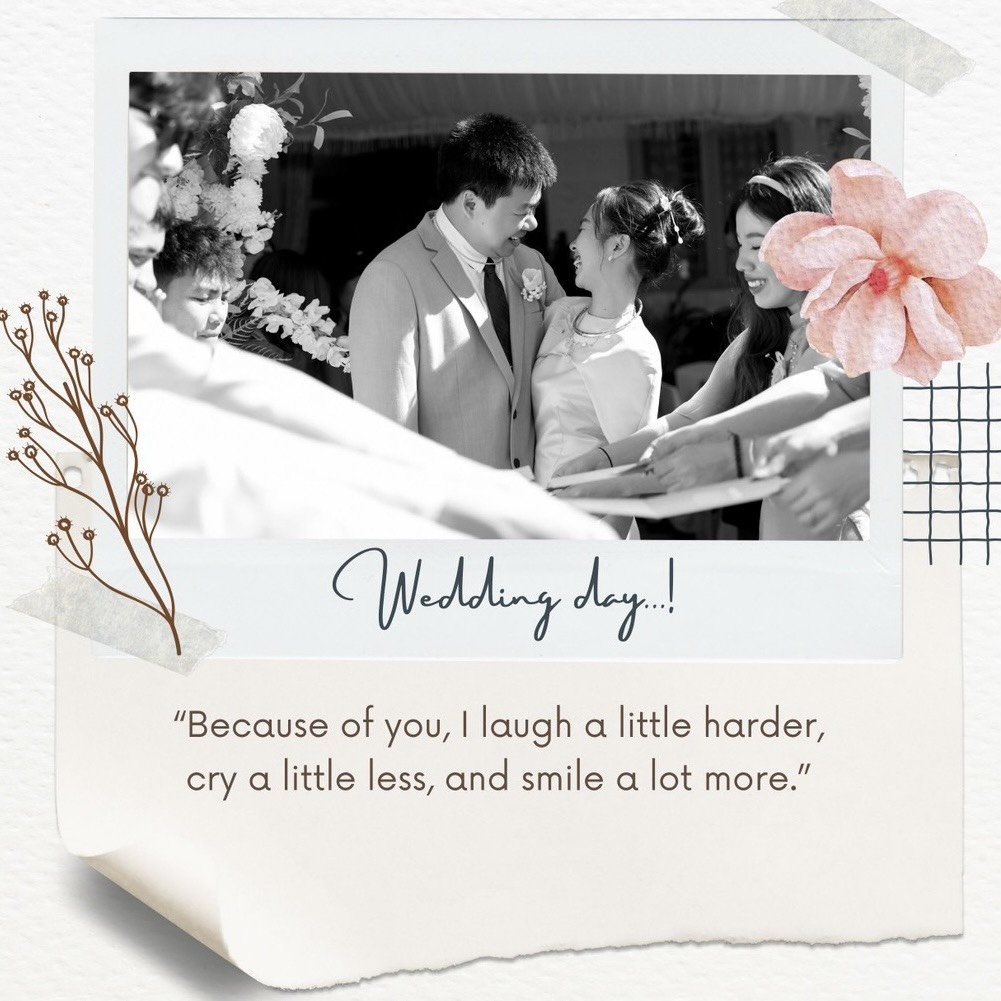 Wedding day...!
“Because of you, I laugh a little harder,
cry a little less, and smile a lot more.”